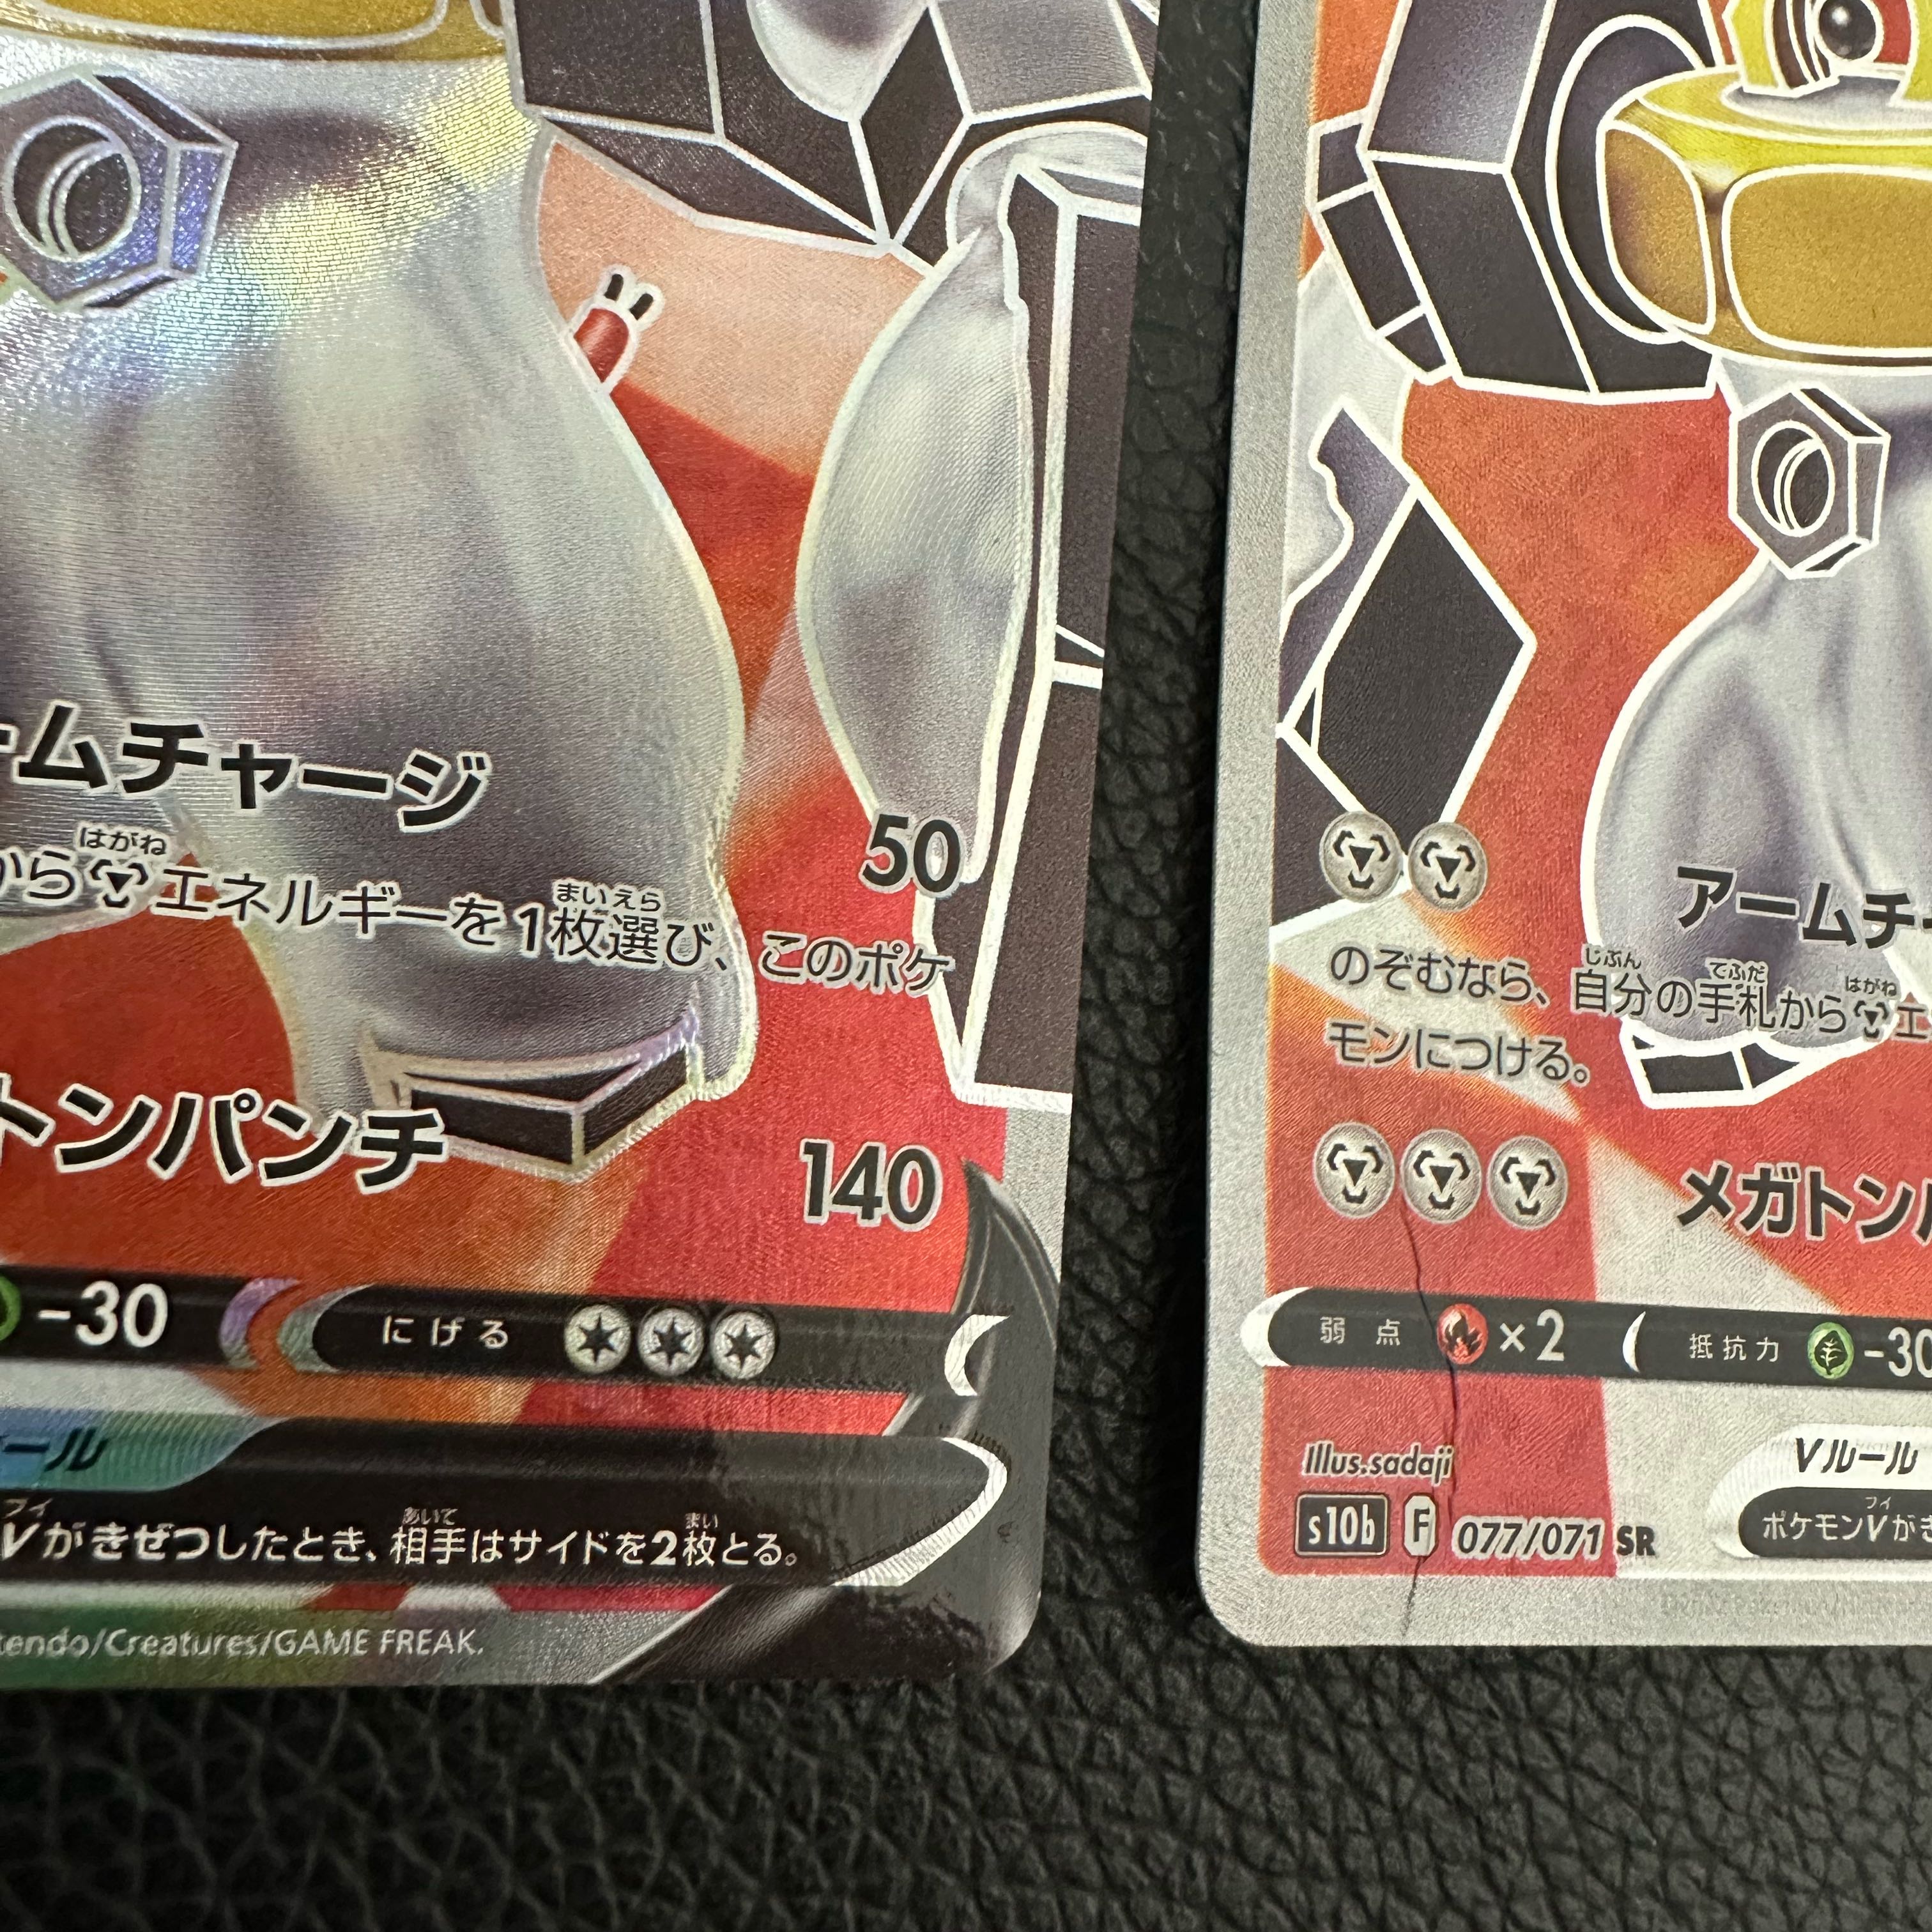 ームチャージ
50
はがね
まいえら
から エネルギーを1枚選び、このポケ
トンパンチ
140
-30
にげる
ール
フイ
あいて
まい
Vがきぜつしたとき、相手はサイドを2枚とる。
tendo/Creatures/GAME FREAK.
アームチ
じぶん
てふだ
はがね
のぞむなら、自分の手札から エ
モンにつける。
メガトン
弱点 ×2
抵抗力 -30
Illus.sadaji
s10b F 077/071 SR
Vルール
フイ
ポケモンVがき